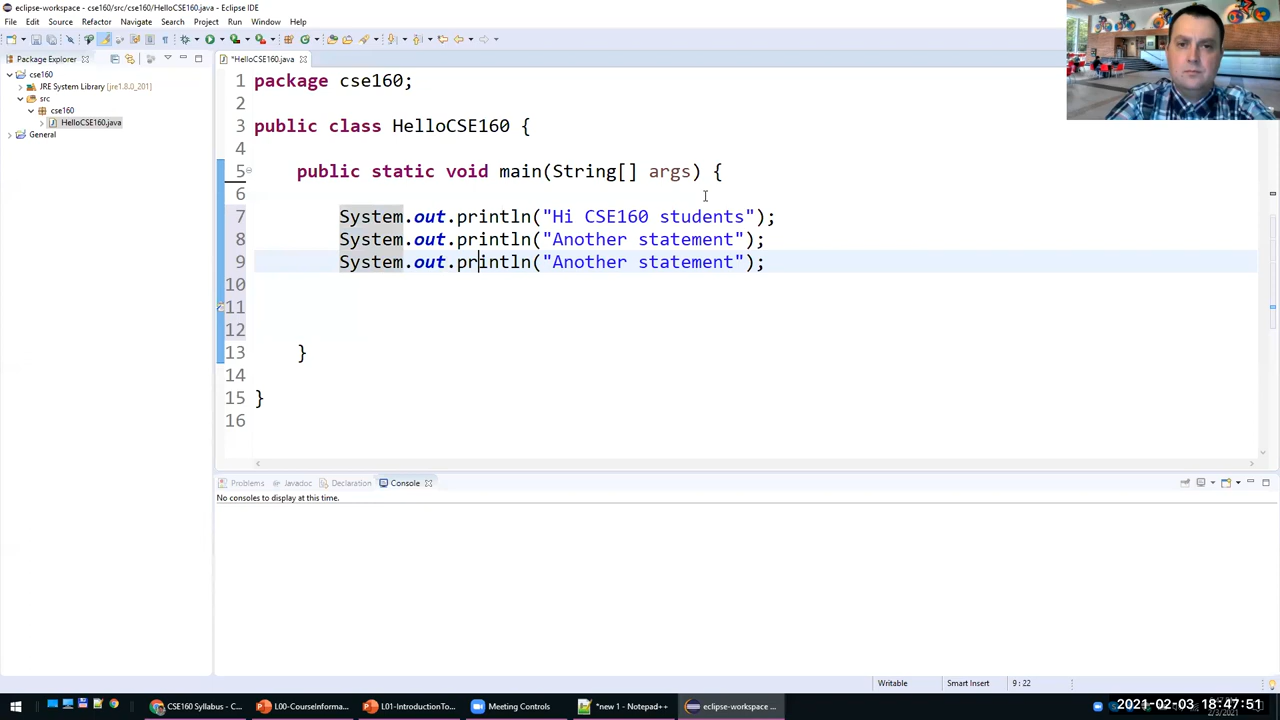 eclipse-workspace - cse160/src/cse160/HelloCSE160.java - Eclipse IDE
File Edit Source Refactor Navigate Search Project Run Window Help
Package Explorer
*HelloCSE160.java
cse160
JRE System Library [jre1.8.0_201]
src
cse160
HelloCSE160.java
General
1 package cse160;
2
3 public class HelloCSE160 {
4
5 public static void main(String[] args) {
6
7 System.out.println("Hi CSE160 students");
8 System.out.println("Another statement");
9 System.out.println("Another statement");
10
11
12
13 }
14
15 }
16
Problems Javadoc Declaration Console
No consoles to display at this time.
Writable Smart Insert 9 : 22
CSE160 Syllabus - C... L00-CourseInforma... L01-IntroductionTo... Meeting Controls *new 1 - Notepad++ eclipse-workspace ...
2021-02-03 18:47:51
2/3/2021